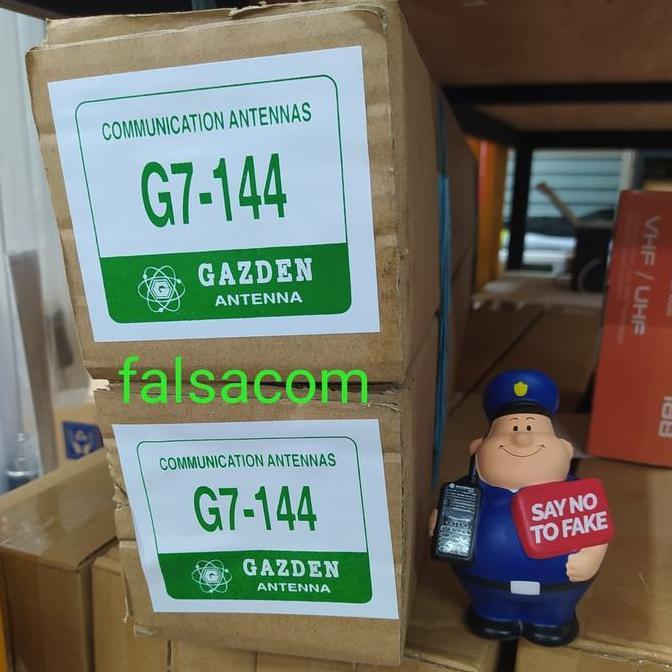 COMMUNICATION ANTENNAS
G7-144
GAZDEN
ANTENNA
falsacom
COMMUNICATION ANTENNAS
G7-144
GAZDEN
ANTENNA
SAY NO
TO FAKE
VHF / UHF